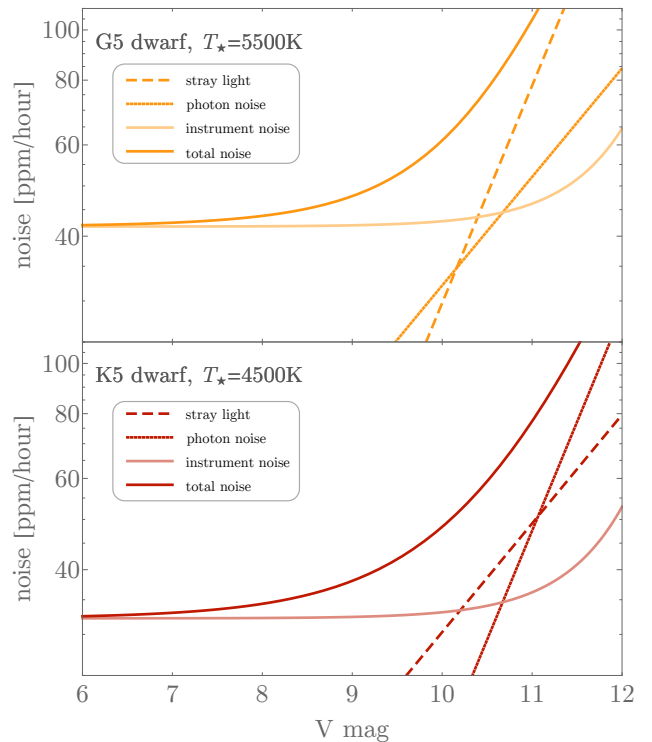 G5 dwarf, T⋆=5500K
stray light
photon noise
instrument noise
total noise
100
80
60
40
noise [ppm/hour]
K5 dwarf, T⋆=4500K
stray light
photon noise
instrument noise
total noise
100
80
60
40
noise [ppm/hour]
6 7 8 9 10 11 12
V mag